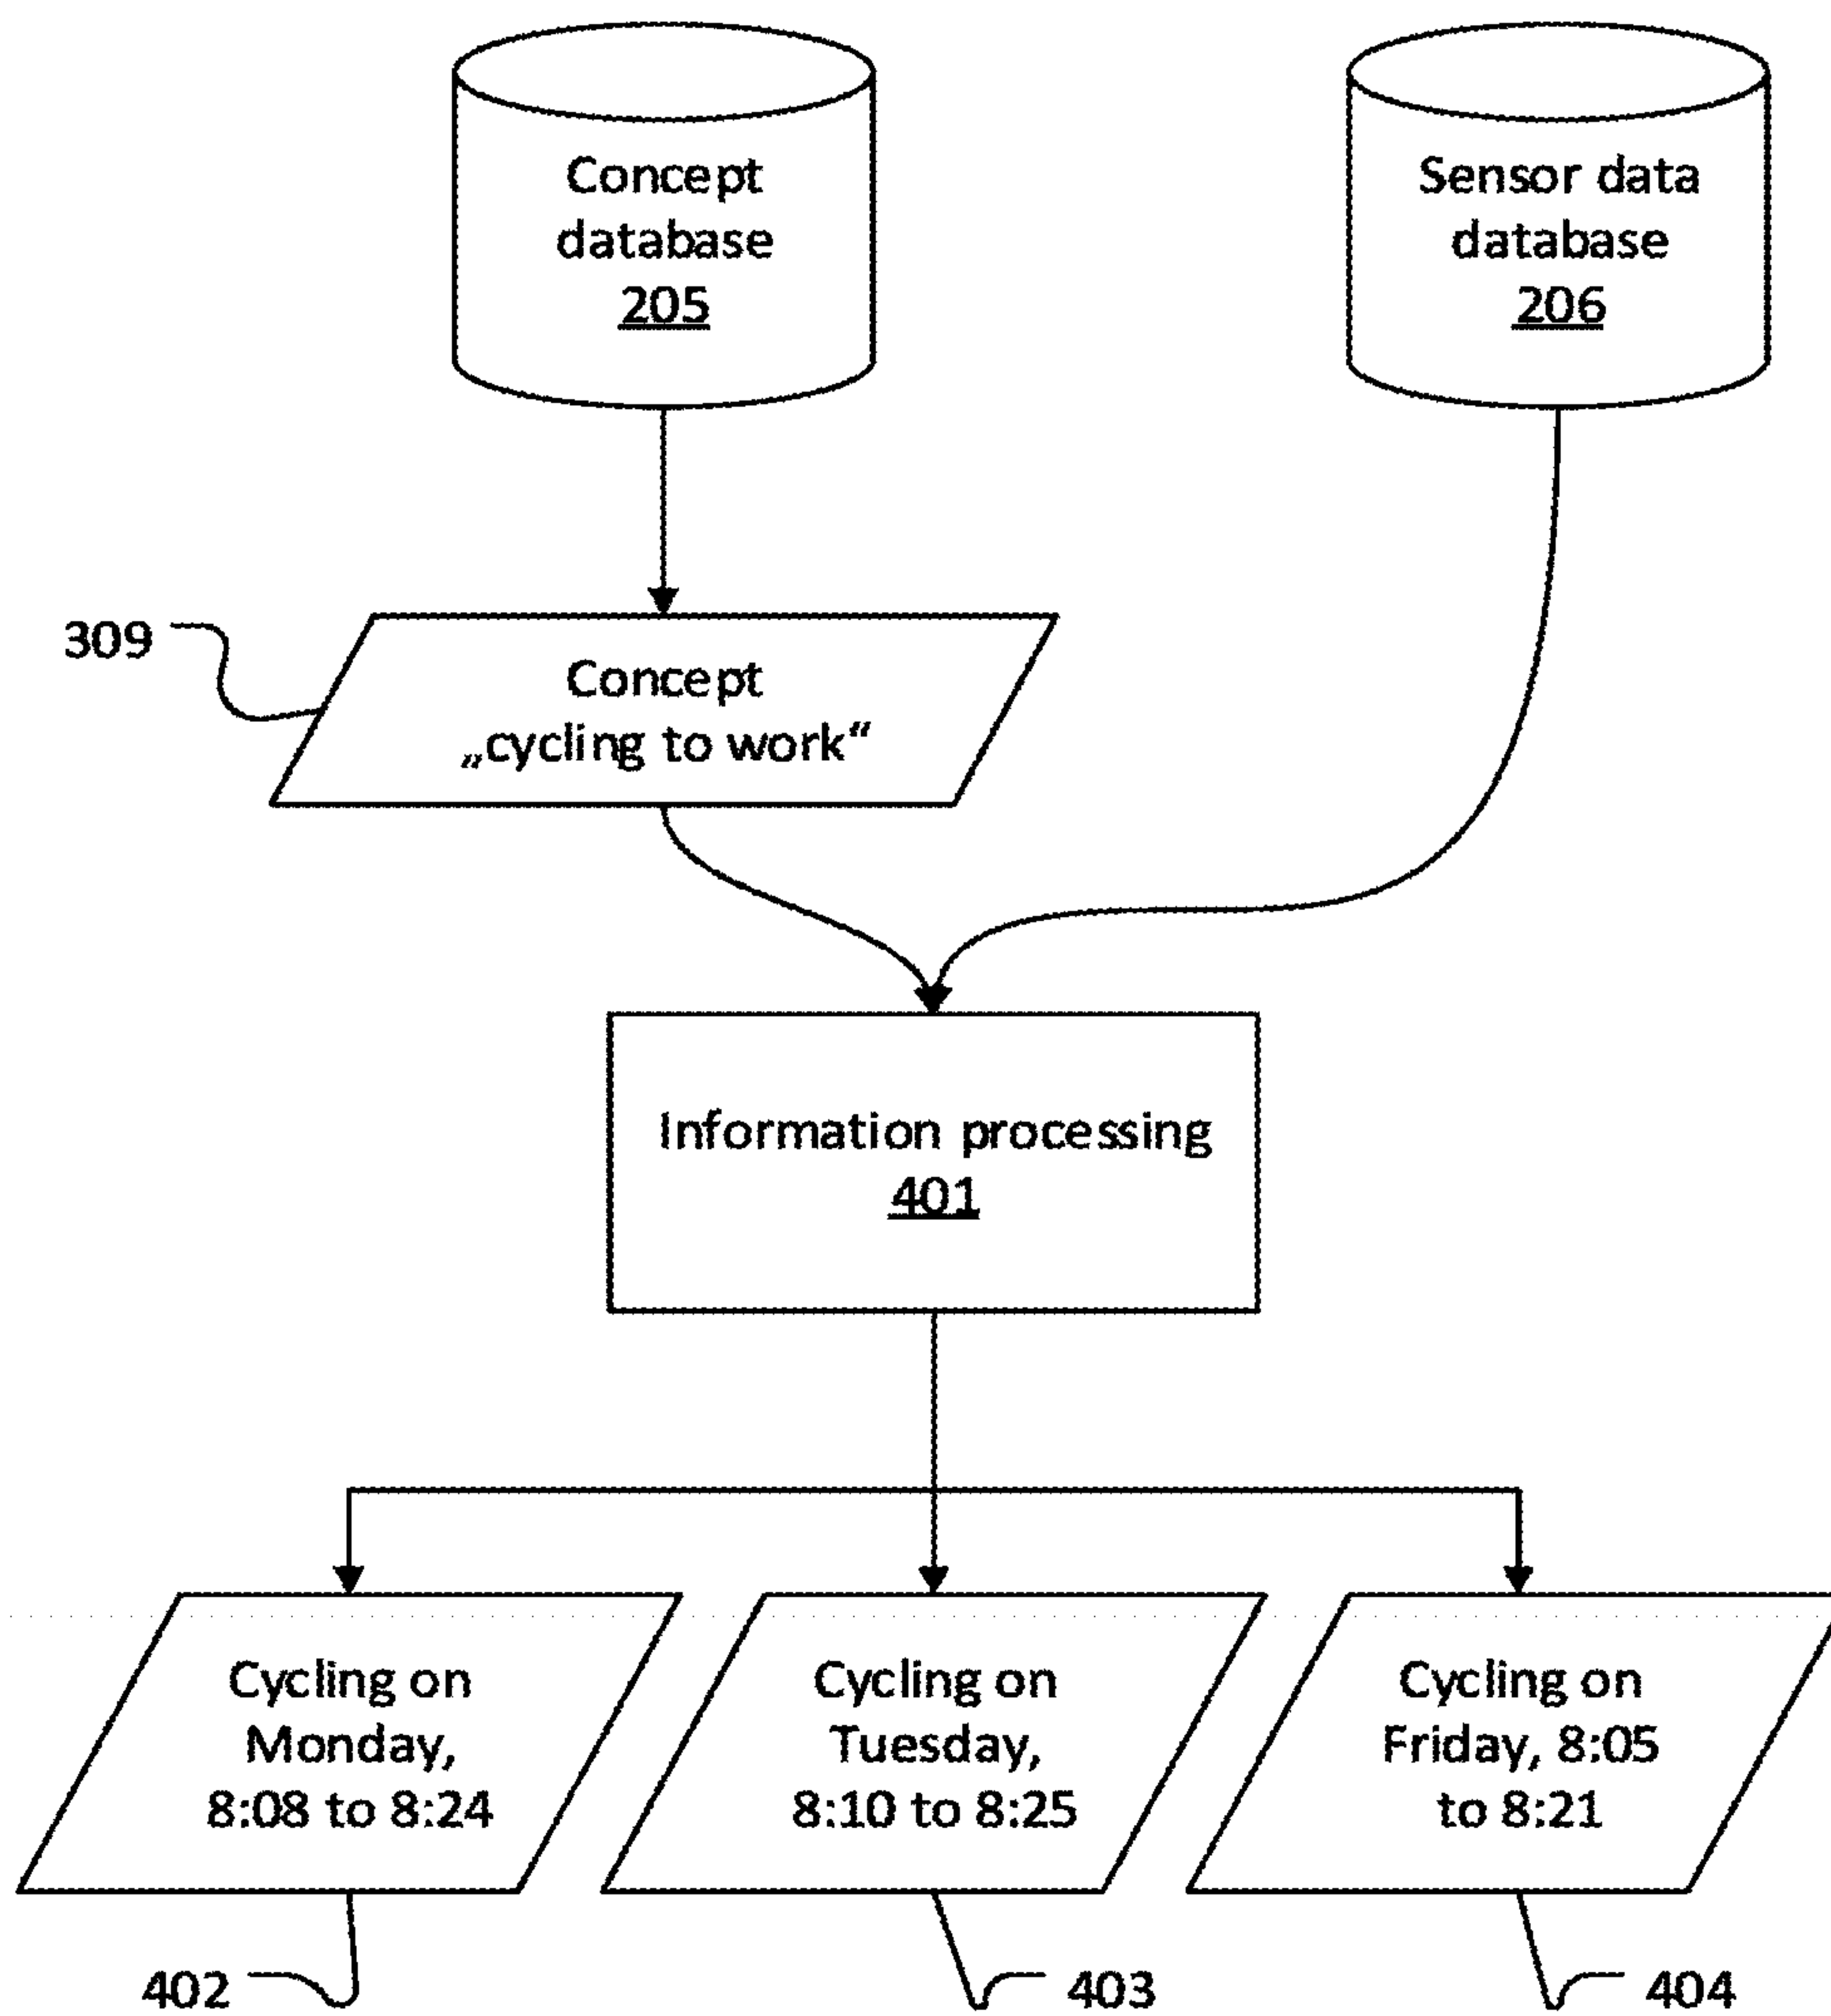 Concept
database
205
Sensor data
database
206
309
Concept
„cycling to work“
Information processing
401
Cycling on
Monday,
8:08 to 8:24
Cycling on
Tuesday,
8:10 to 8:25
Cycling on
Friday, 8:05
to 8:21
402
403
404